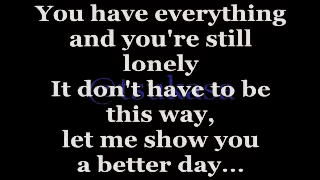 You have everything
and you're still
lonely
It don't have to be
this way,
let me show you
a better day...